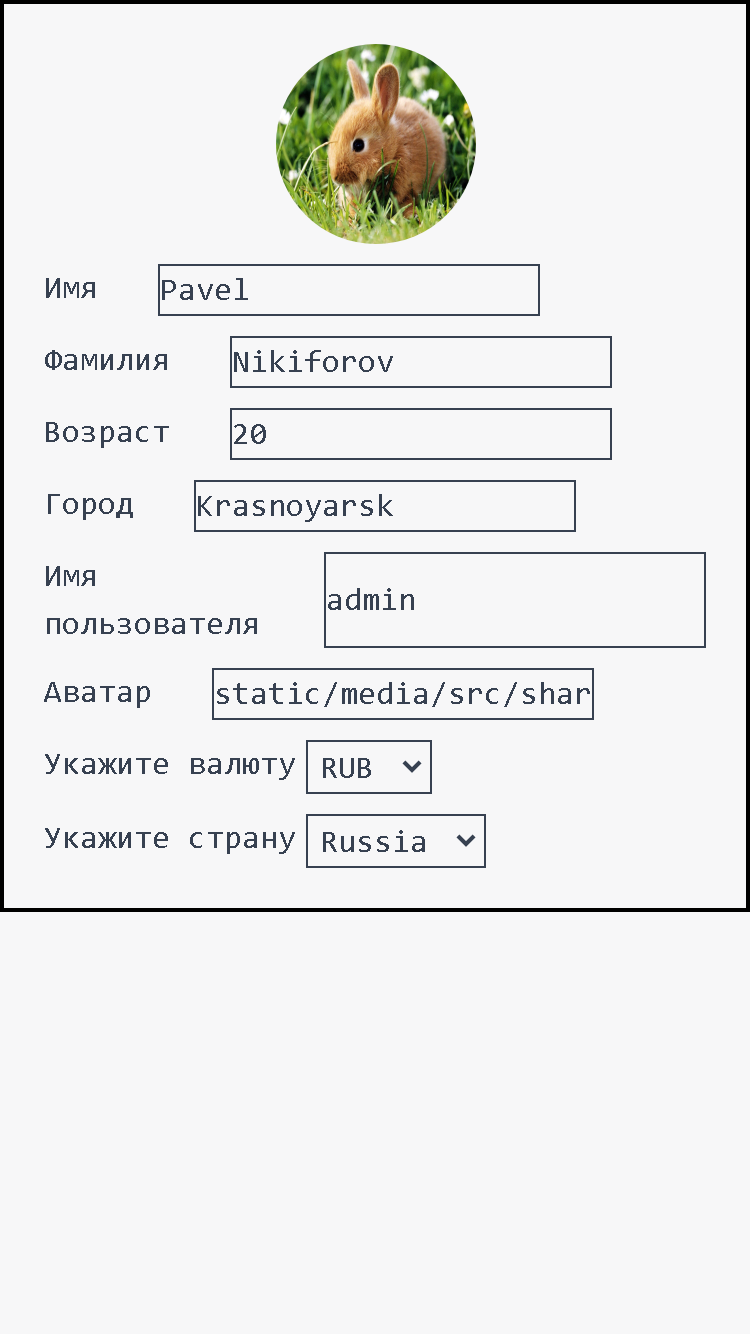 Имя Pavel
Фамилия Nikiforov
Возраст 20
Город Krasnoyarsk
Имя
пользователя admin
Аватар static/media/src/shar
Укажите валюту RUB
Укажите страну Russia